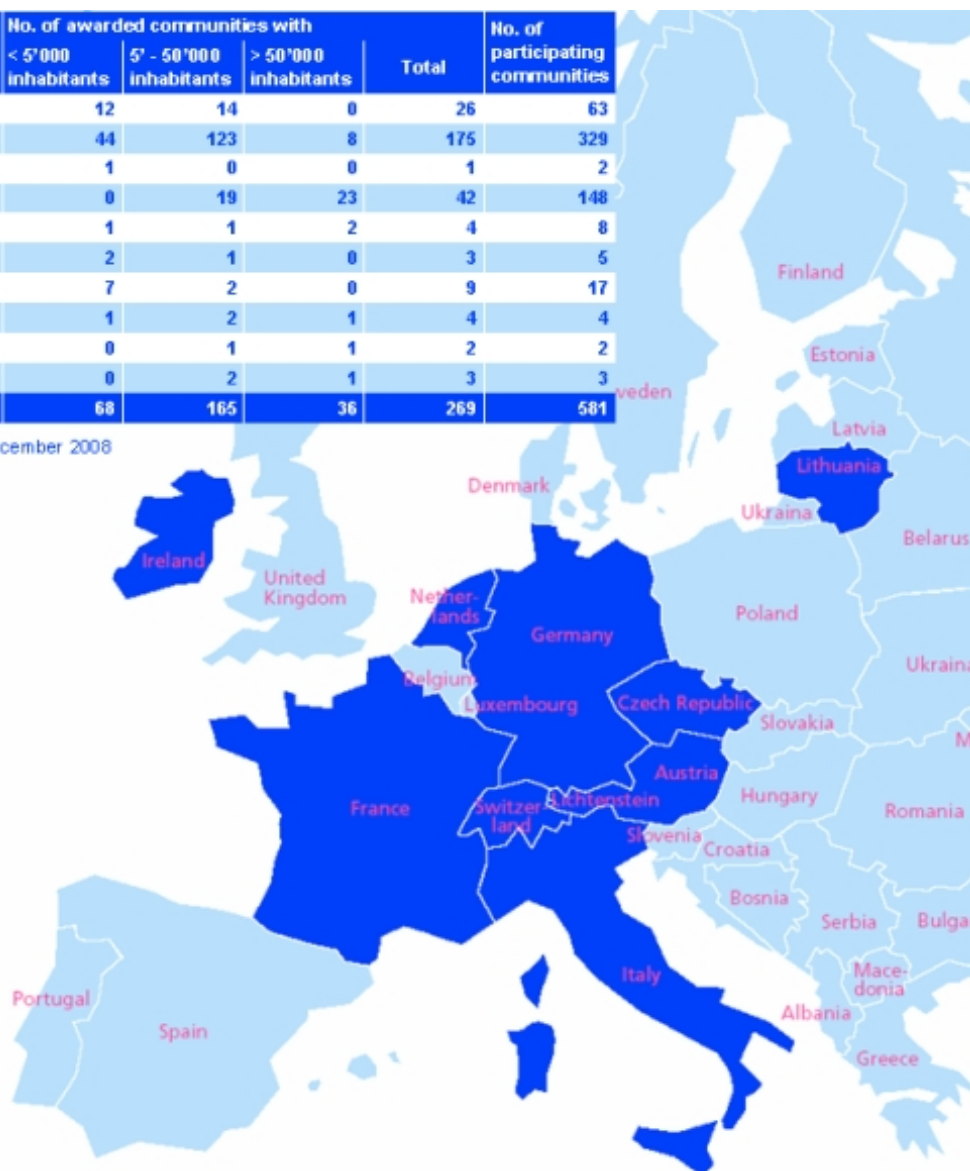 No. of awarded communities with
No. of participating communities
< 5'000 inhabitants
5' - 50'000 inhabitants
> 50'000 inhabitants
Total
12 14 0 26 63
44 123 8 175 329
1 0 0 1 2
0 19 23 42 148
1 1 2 4 8
2 1 0 3 5
7 2 0 9 17
1 2 1 4 4
0 1 1 2 2
0 2 1 3 3
68 165 36 269 581
cember 2008
Finland
Estonia
weden
Latvia
Lithuania
Denmark
Ukraina
Belarus
Ireland
United
Kingdom
Nether-
lands
Germany
Poland
Belgium
Luxembourg
Czech Republic
Ukraina
Slovakia
M
Austria
France
Switzer-
land
Lichtenstein
Hungary
Romania
Slovenia
Croatia
Bosnia
Serbia
Bulga
Italy
Mace-
donia
Portugal
Spain
Albania
Greece